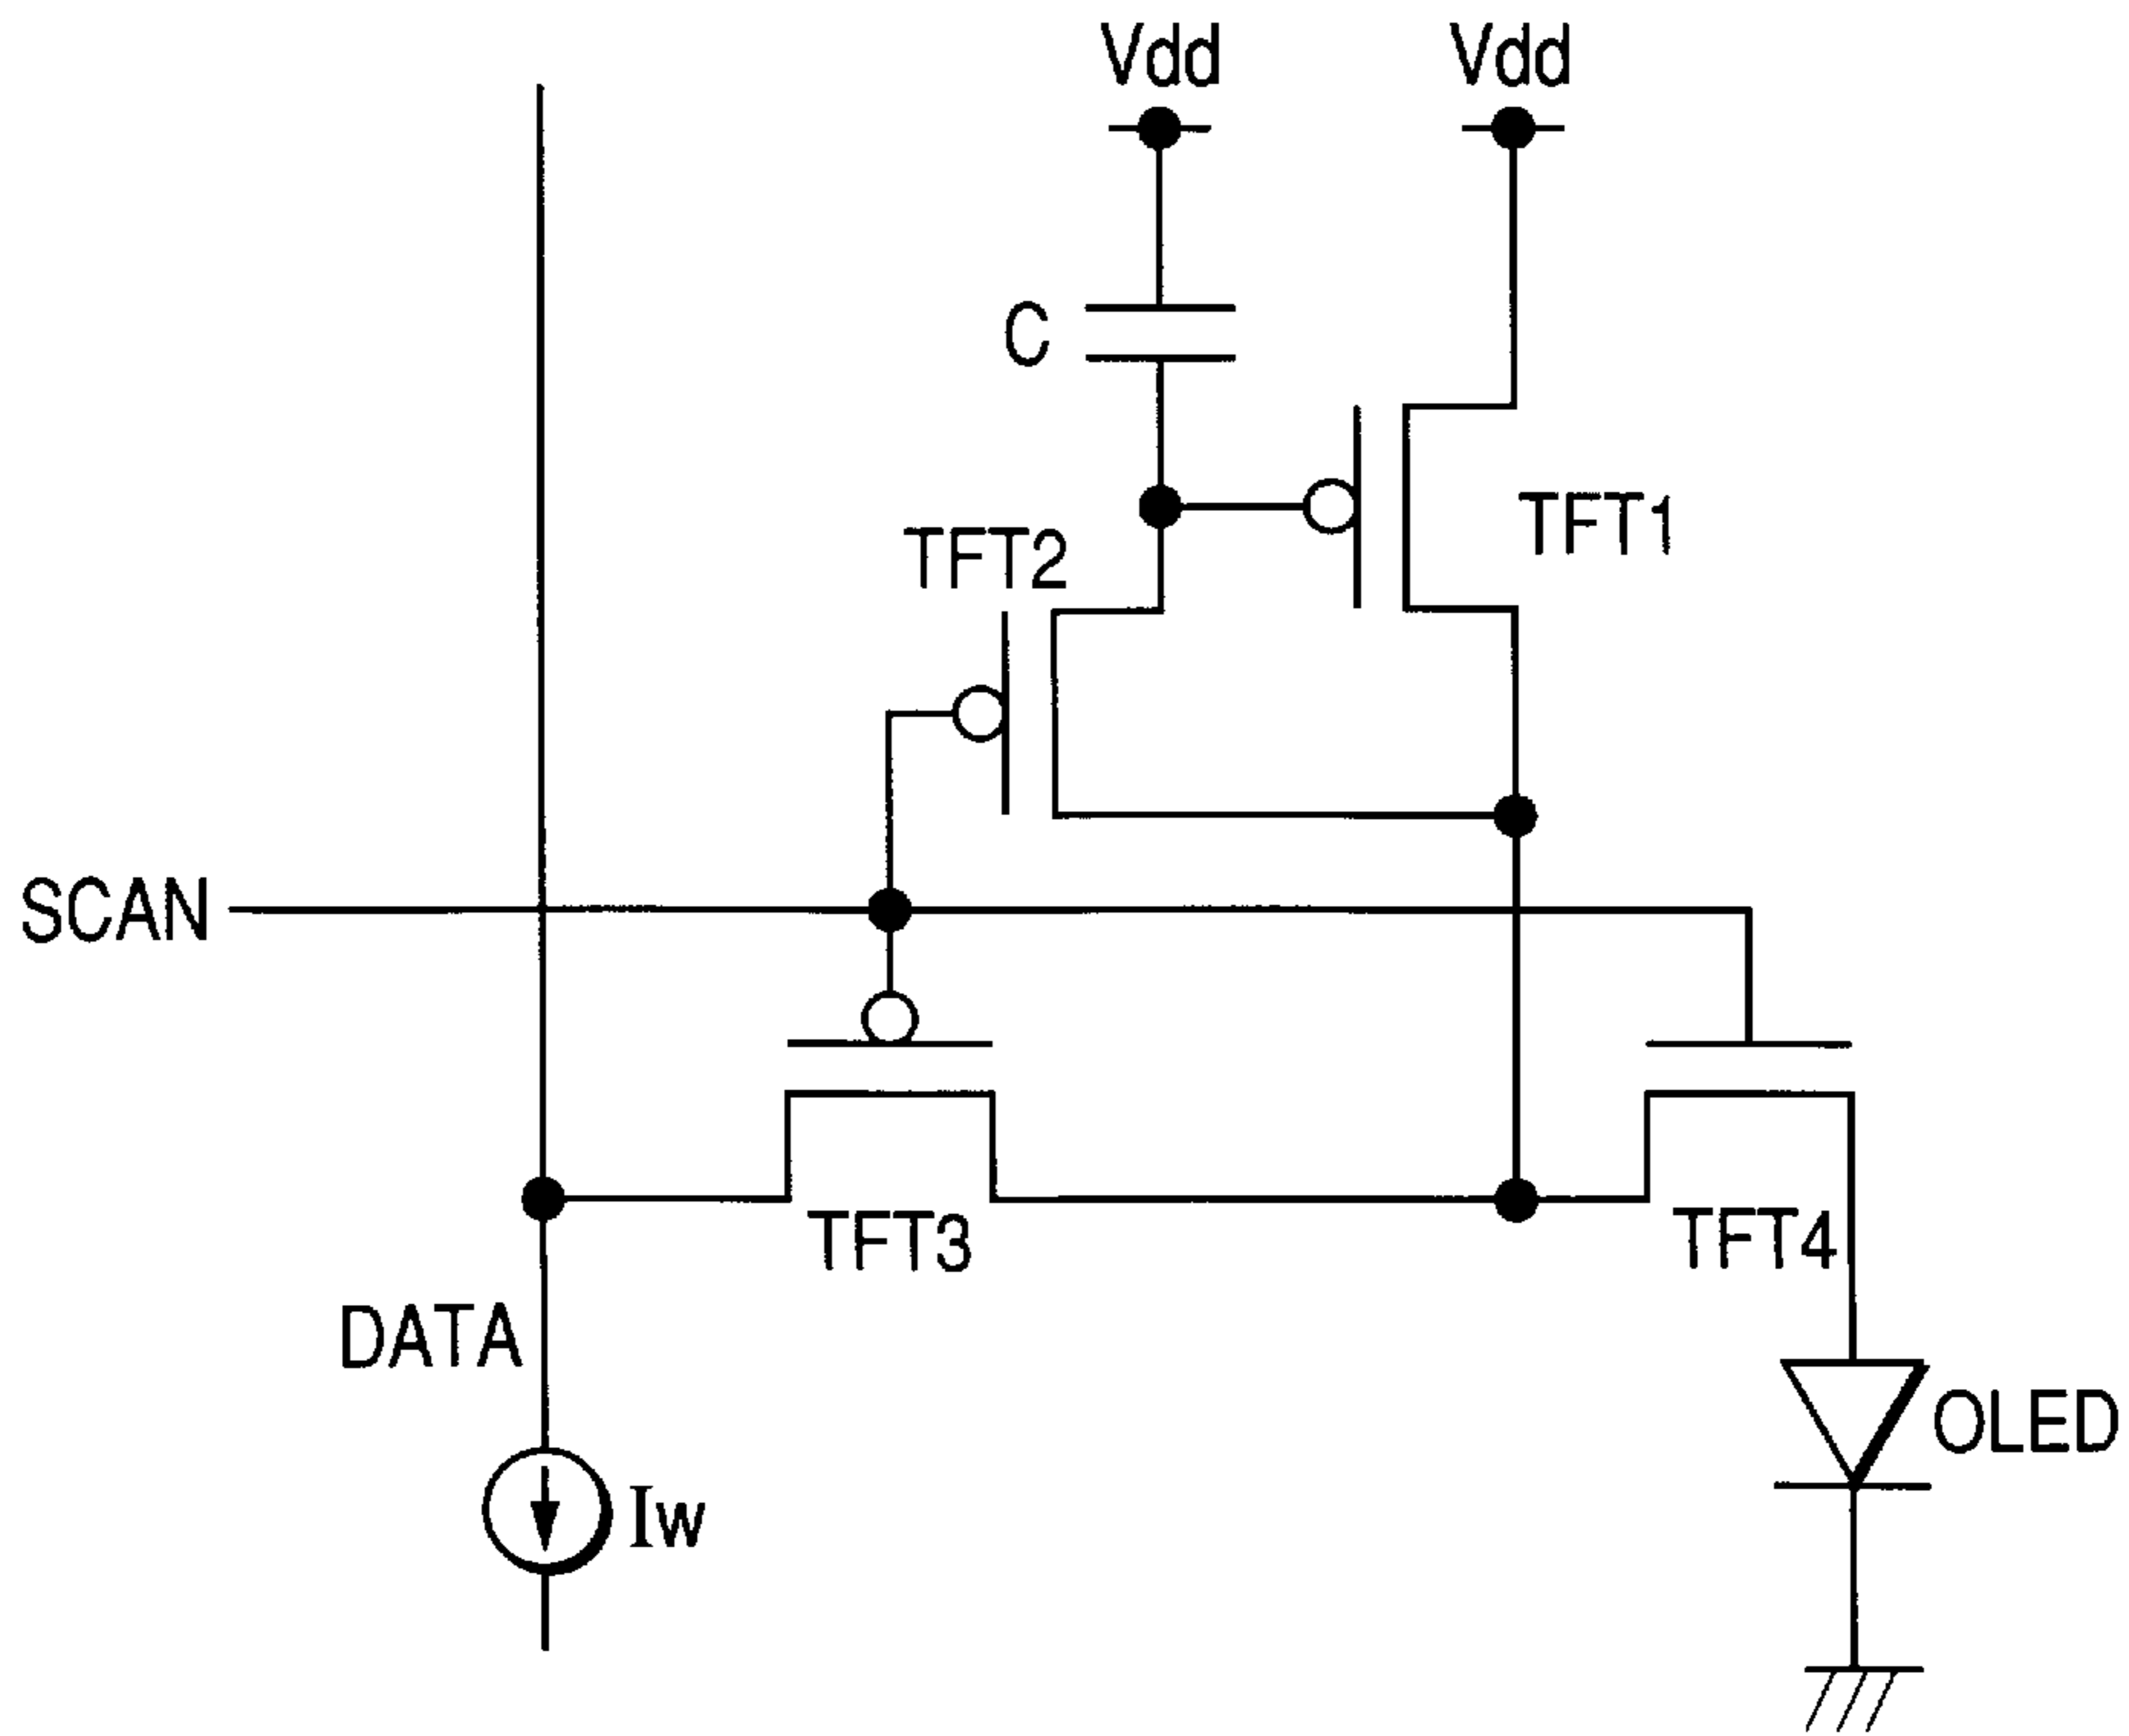 Vdd Vdd
C
TFT1
TFT2
SCAN
TFT3
TFT4
DATA
OLED
Iw